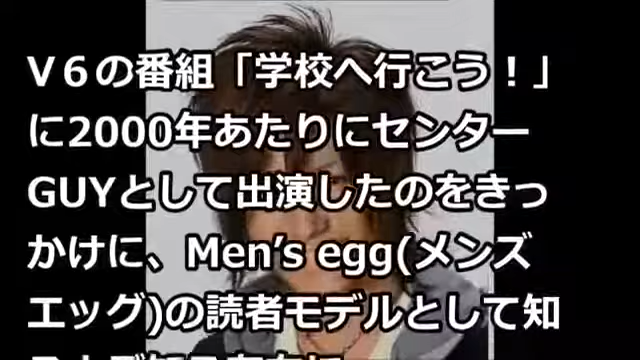 V６の番組「学校へ行こう！」
に2000年あたりにセンター
GUYとして出演したのをきっ
かけに、Men’s egg(メンズ
エッグ)の読者モデルとして知